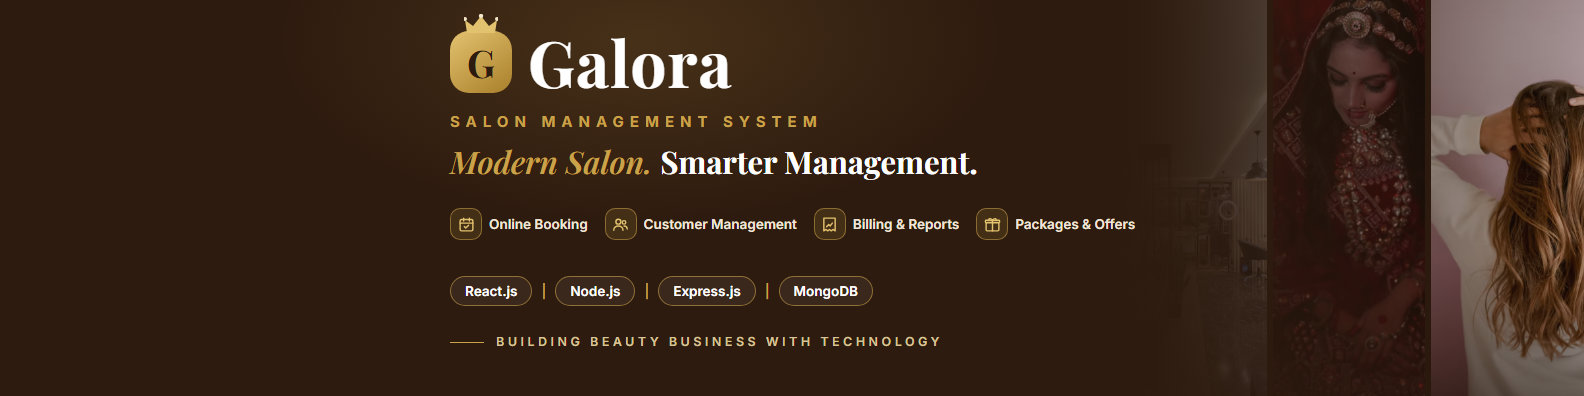 G Galora
SALON MANAGEMENT SYSTEM
Modern Salon. Smarter Management.
Online Booking Customer Management Billing & Reports Packages & Offers
React.js | Node.js | Express.js | MongoDB
BUILDING BEAUTY BUSINESS WITH TECHNOLOGY